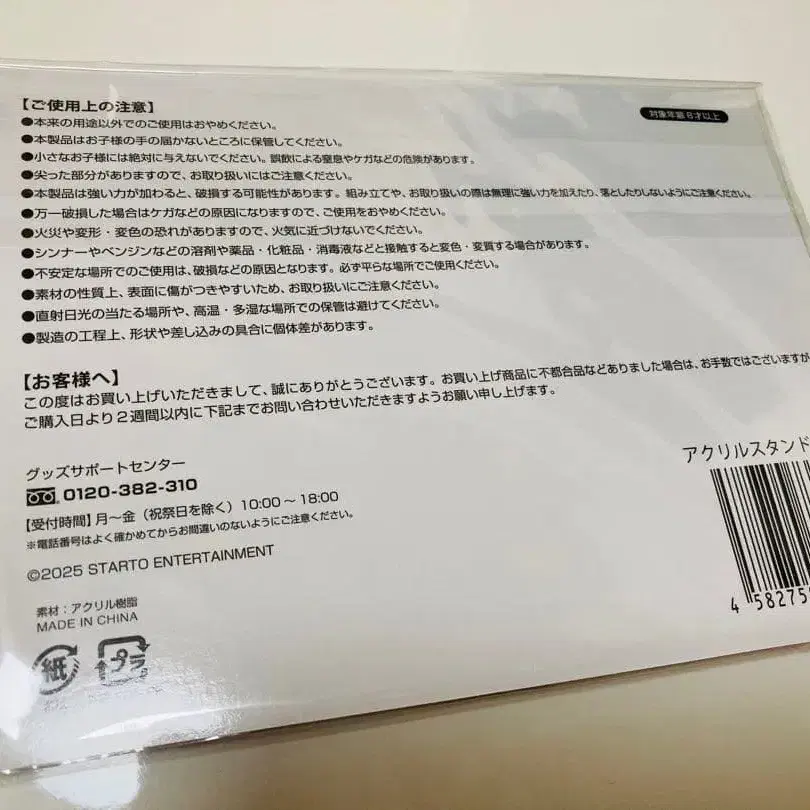 【ご使用上の注意】
対象年齢8才以上
●本来の用途以外でのご使用はおやめください。
●本製品はお子様の手の届かないところに保管してください。
●小さなお子様には絶対に与えないでください。誤飲による窒息やケガなどの危険があります。
●尖った部分がありますので、お取り扱いにはご注意ください。
●本製品は強い力が加わると、破損する可能性があります。組み立てや、お取り扱いの際は無理に強い力を加えたり、落としたりしないようにご注意ください。
●万一破損した場合はケガなどの原因になりますので、ご使用をおやめください。
●火災や変形・変色の恐れがありますので、火気に近づけないでください。
●シンナーやベンジンなどの溶剤や薬品・化粧品・消毒液などと接触すると変色・変質する場合があります。
●不安定な場所でのご使用は、破損などの原因となります。必ず平らな場所でご使用ください。
●素材の性質上、表面に傷がつきやすいため、お取り扱いにご注意ください。
●直射日光の当たる場所や、高温・多湿な場所での保管は避けてください。
●製造の工程上、形状や差し込みの具合に個体差があります。
【お客様へ】
この度はお買い上げいただきまして、誠にありがとうございます。お買い上げ商品に不都合品などありました場合は、お手数ではございますが
ご購入日より2週間以内に下記までお問い合わせいただきますようお願い申し上げます。
グッズサポートセンター
0120-382-310
【受付時間】月～金（祝祭日を除く）10:00～18:00
※電話番号はよく確かめてからお間違いのないようにご注意ください。
©2025 STARTO ENTERTAINMENT
素材：アクリル樹脂
MADE IN CHINA
紙
プラ
アクリルスタンド
4 58275